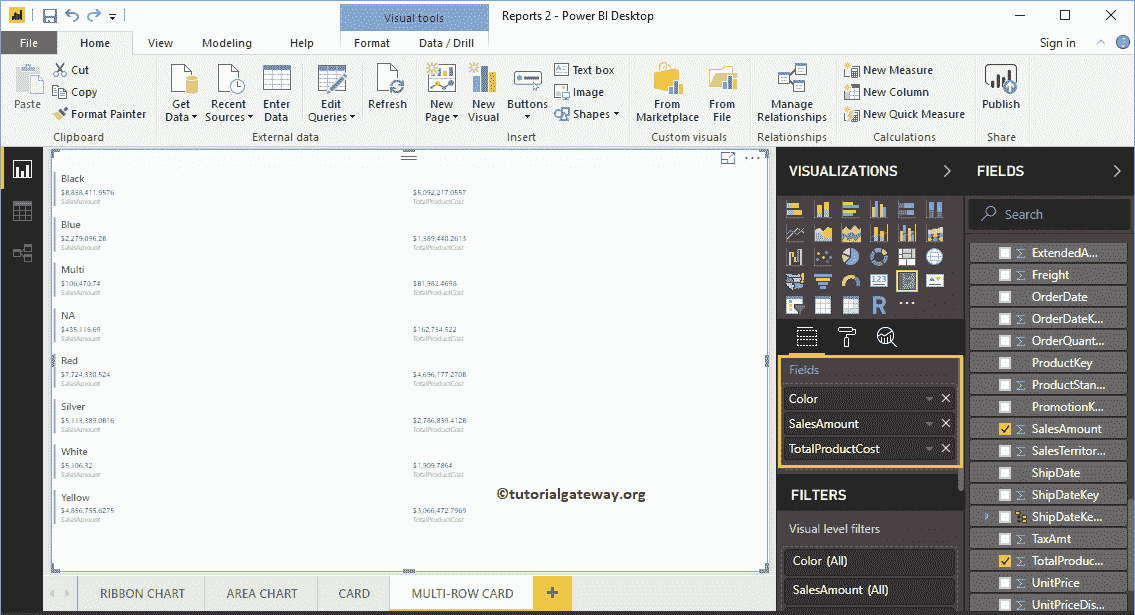 Visual tools
Reports 2 - Power BI Desktop
File Home View Modeling Help Format Data / Drill Sign in
Paste
Cut
Copy
Format Painter
Get Data
Recent Sources
Enter Data
Edit Queries
Refresh
New Page
New Visual
Buttons
Text box
Image
Shapes
From Marketplace
From File
Manage Relationships
New Measure
New Column
New Quick Measure
Publish
Clipboard External data Insert Custom visuals Relationships Calculations Share
Black
$8,838,411.9576 $5,092,217.0557
SalesAmount TotalProductCost
Blue
$2,279,096.28 $1,389,440.2613
SalesAmount TotalProductCost
Multi
$106,470.74 $81,982.4698
SalesAmount TotalProductCost
NA
$435,116.69 $162,734.522
SalesAmount TotalProductCost
Red
$7,724,330.524 $4,696,177.2708
SalesAmount TotalProductCost
Silver
$5,113,389.0816 $2,786,859.4128
SalesAmount TotalProductCost
White
$5,106.32 $1,909.7864
SalesAmount TotalProductCost
Yellow
$4,856,755.6275 $3,066,472.7969
SalesAmount TotalProductCost
©tutorialgateway.org
RIBBON CHART AREA CHART CARD MULTI-ROW CARD
VISUALIZATIONS
123
R
Fields
Color
SalesAmount
TotalProductCost
FILTERS
Visual level filters
Color (All)
SalesAmount (All)
FIELDS
Search
ExtendedA...
Freight
OrderDate
OrderDateK...
OrderQuant...
ProductKey
ProductStan...
PromotionK...
SalesAmount
SalesTerritor...
ShipDate
ShipDateKey
ShipDateKe...
TaxAmt
TotalProduc...
UnitPrice
UnitPriceDis...